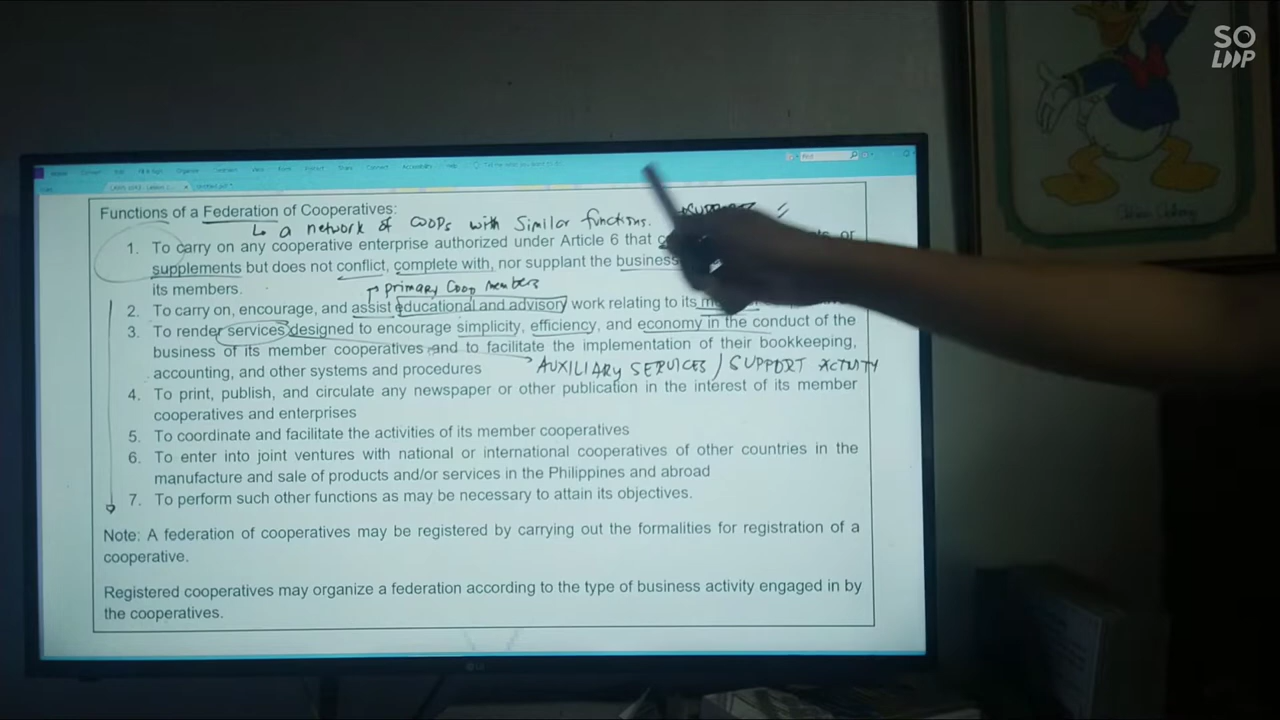 SO
LOOP
Functions of a Federation of Cooperatives:
↳ a network of COOPs with Similar functions.
1. To carry on any cooperative enterprise authorized under Article 6 that
supplements but does not conflict, complete with, nor supplant the business
its members.
primary Coop members
2. To carry on, encourage, and assist educational and advisory work relating to its
3. To render services designed to encourage simplicity, efficiency, and economy in the conduct of the
business of its member cooperatives and to facilitate the implementation of their bookkeeping,
accounting, and other systems and procedures
AUXILIARY SERVICES / SUPPORT ACTIVITY
4. To print, publish, and circulate any newspaper or other publication in the interest of its member
cooperatives and enterprises
5. To coordinate and facilitate the activities of its member cooperatives
6. To enter into joint ventures with national or international cooperatives of other countries in the
manufacture and sale of products and/or services in the Philippines and abroad
7. To perform such other functions as may be necessary to attain its objectives.
Note: A federation of cooperatives may be registered by carrying out the formalities for registration of a
cooperative.
Registered cooperatives may organize a federation according to the type of business activity engaged in by
the cooperatives.
LG